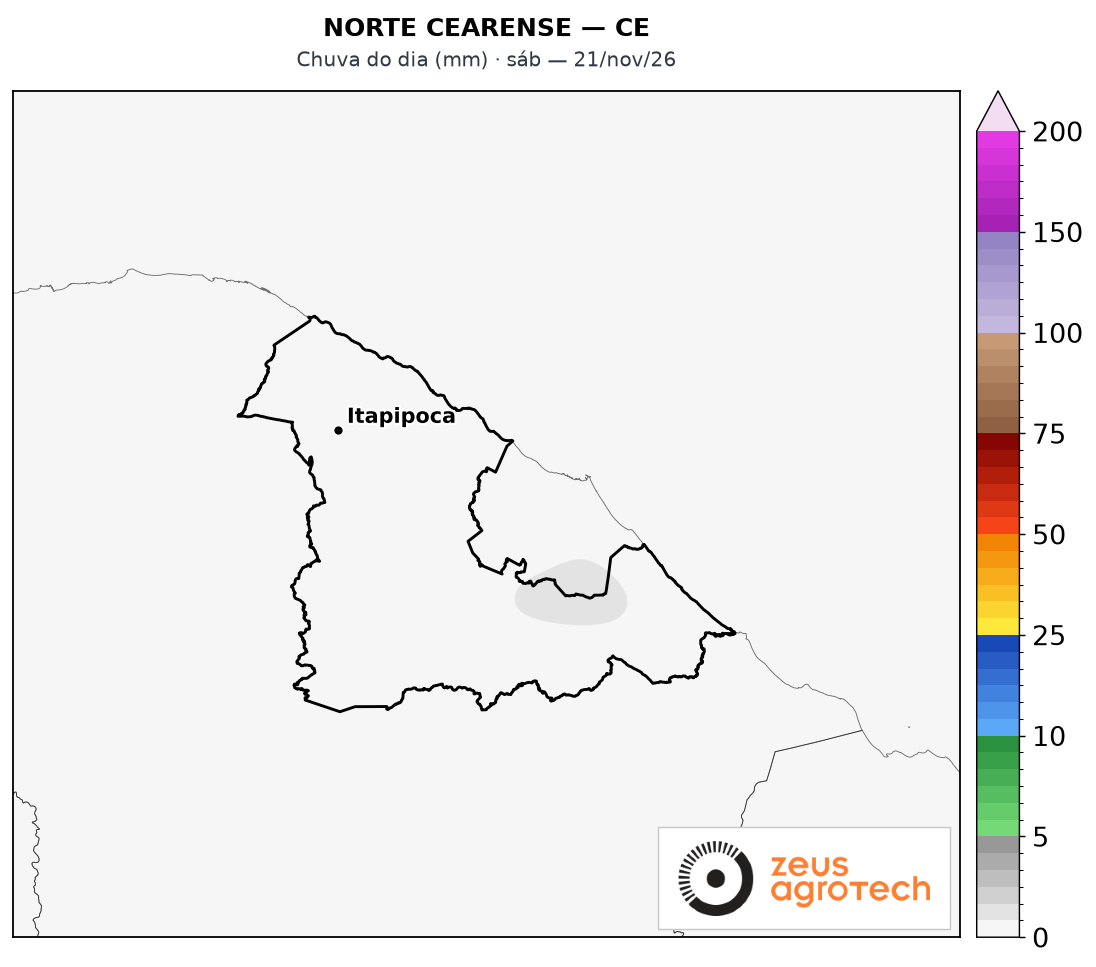 NORTE CEARENSE — CE
Chuva do dia (mm) · sáb — 21/nov/26
Itapipoca
200
150
100
75
50
25
10
5
0
zeus
agrotech